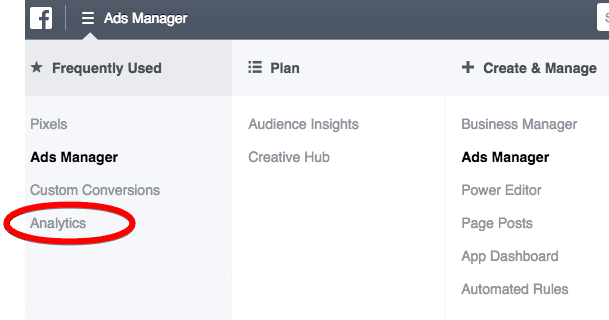 Ads Manager
S
Frequently Used
Pixels
Ads Manager
Custom Conversions
Analytics
Plan
Audience Insights
Creative Hub
Create & Manage
Business Manager
Ads Manager
Power Editor
Page Posts
App Dashboard
Automated Rules